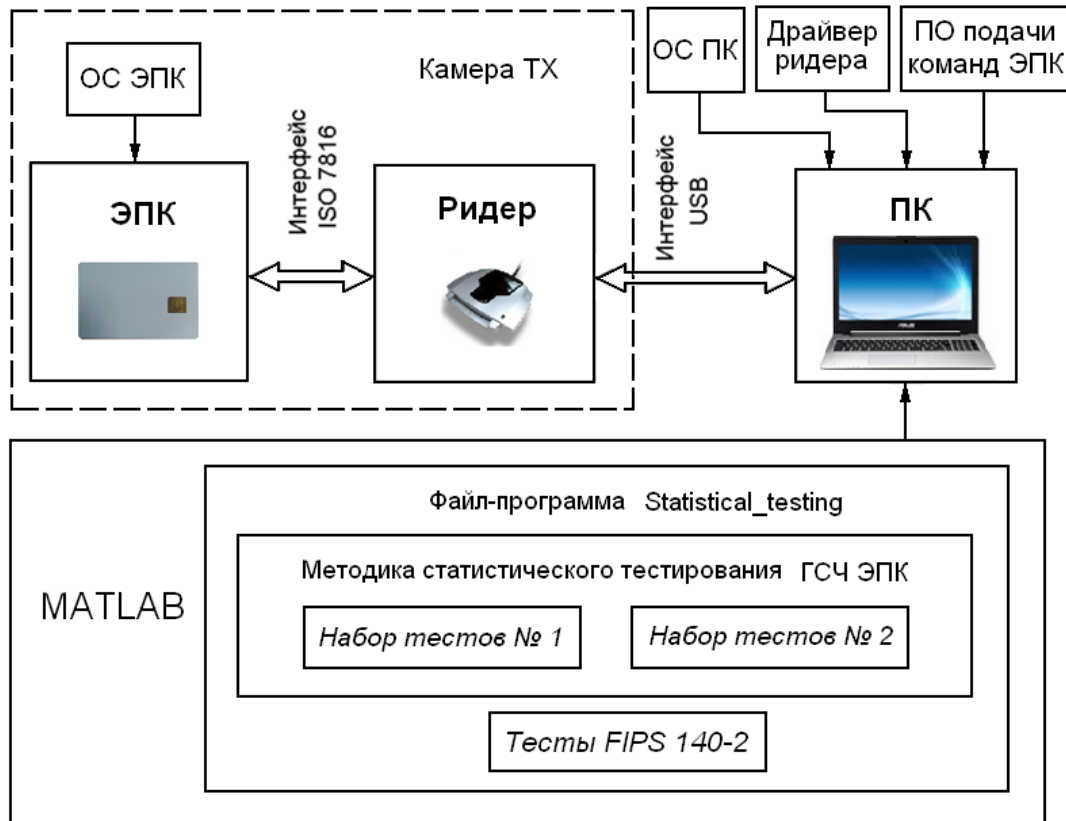 ОС ЭПК
Камера ТХ
ОС ПК
Драйвер
ридера
ПО подачи
команд ЭПК
ЭПК
Интерфейс
ISO 7816
Ридер
Интерфейс
USB
ПК
ASUS
MATLAB
Файл-программа Statistical_testing
Методика статистического тестирования ГСЧ ЭПК
Набор тестов № 1
Набор тестов № 2
Тесты FIPS 140-2